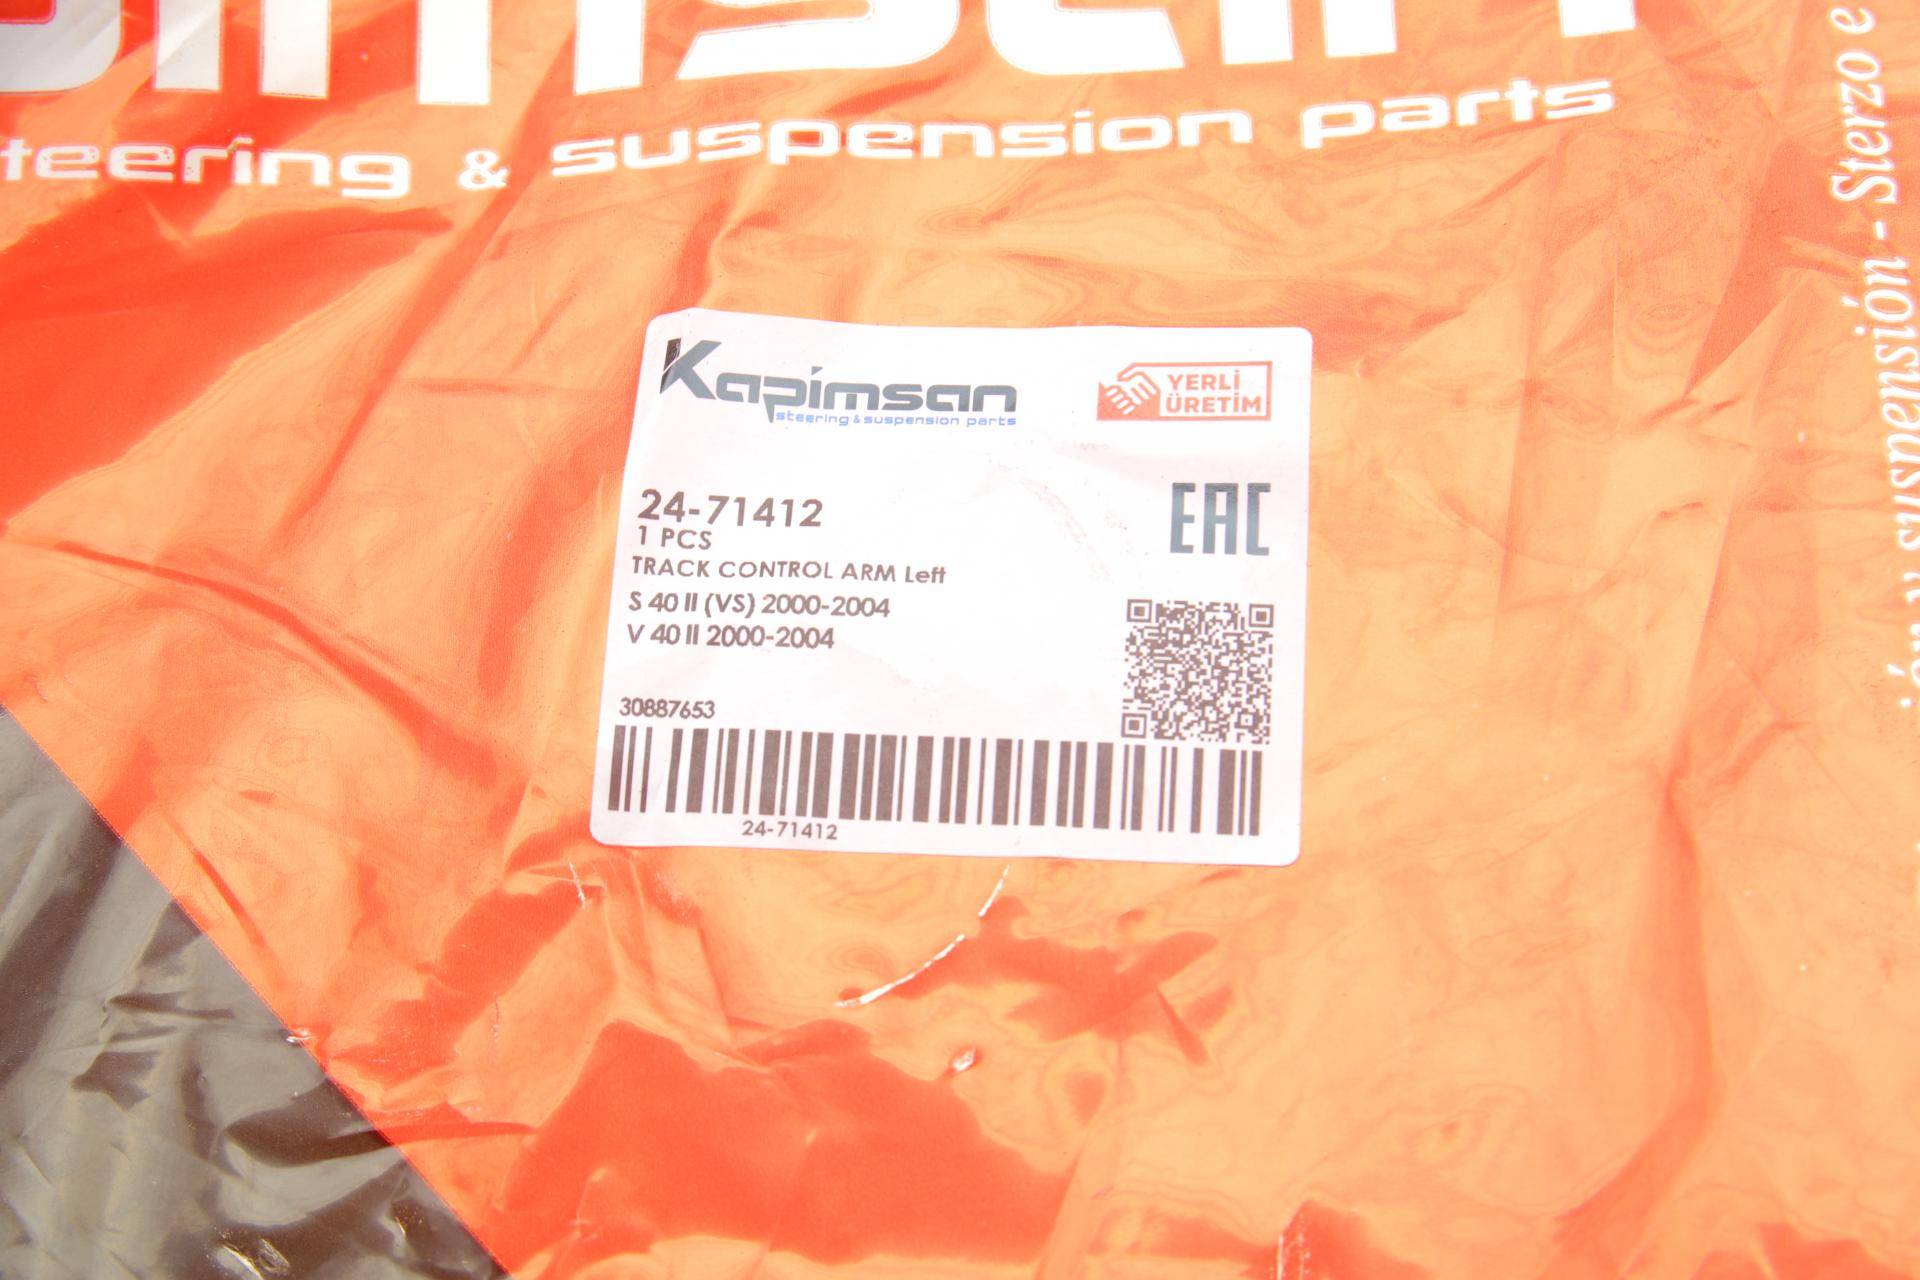 teering & suspension parts
Kapimsan
steering & suspension parts
YERLİ
ÜRETİM
24-71412
1 PCS
TRACK CONTROL ARM Left
EAC
S 40 II (VS) 2000-2004
V 40 II 2000-2004
30887653
24-71412
ión y suspensión - Sterzo e